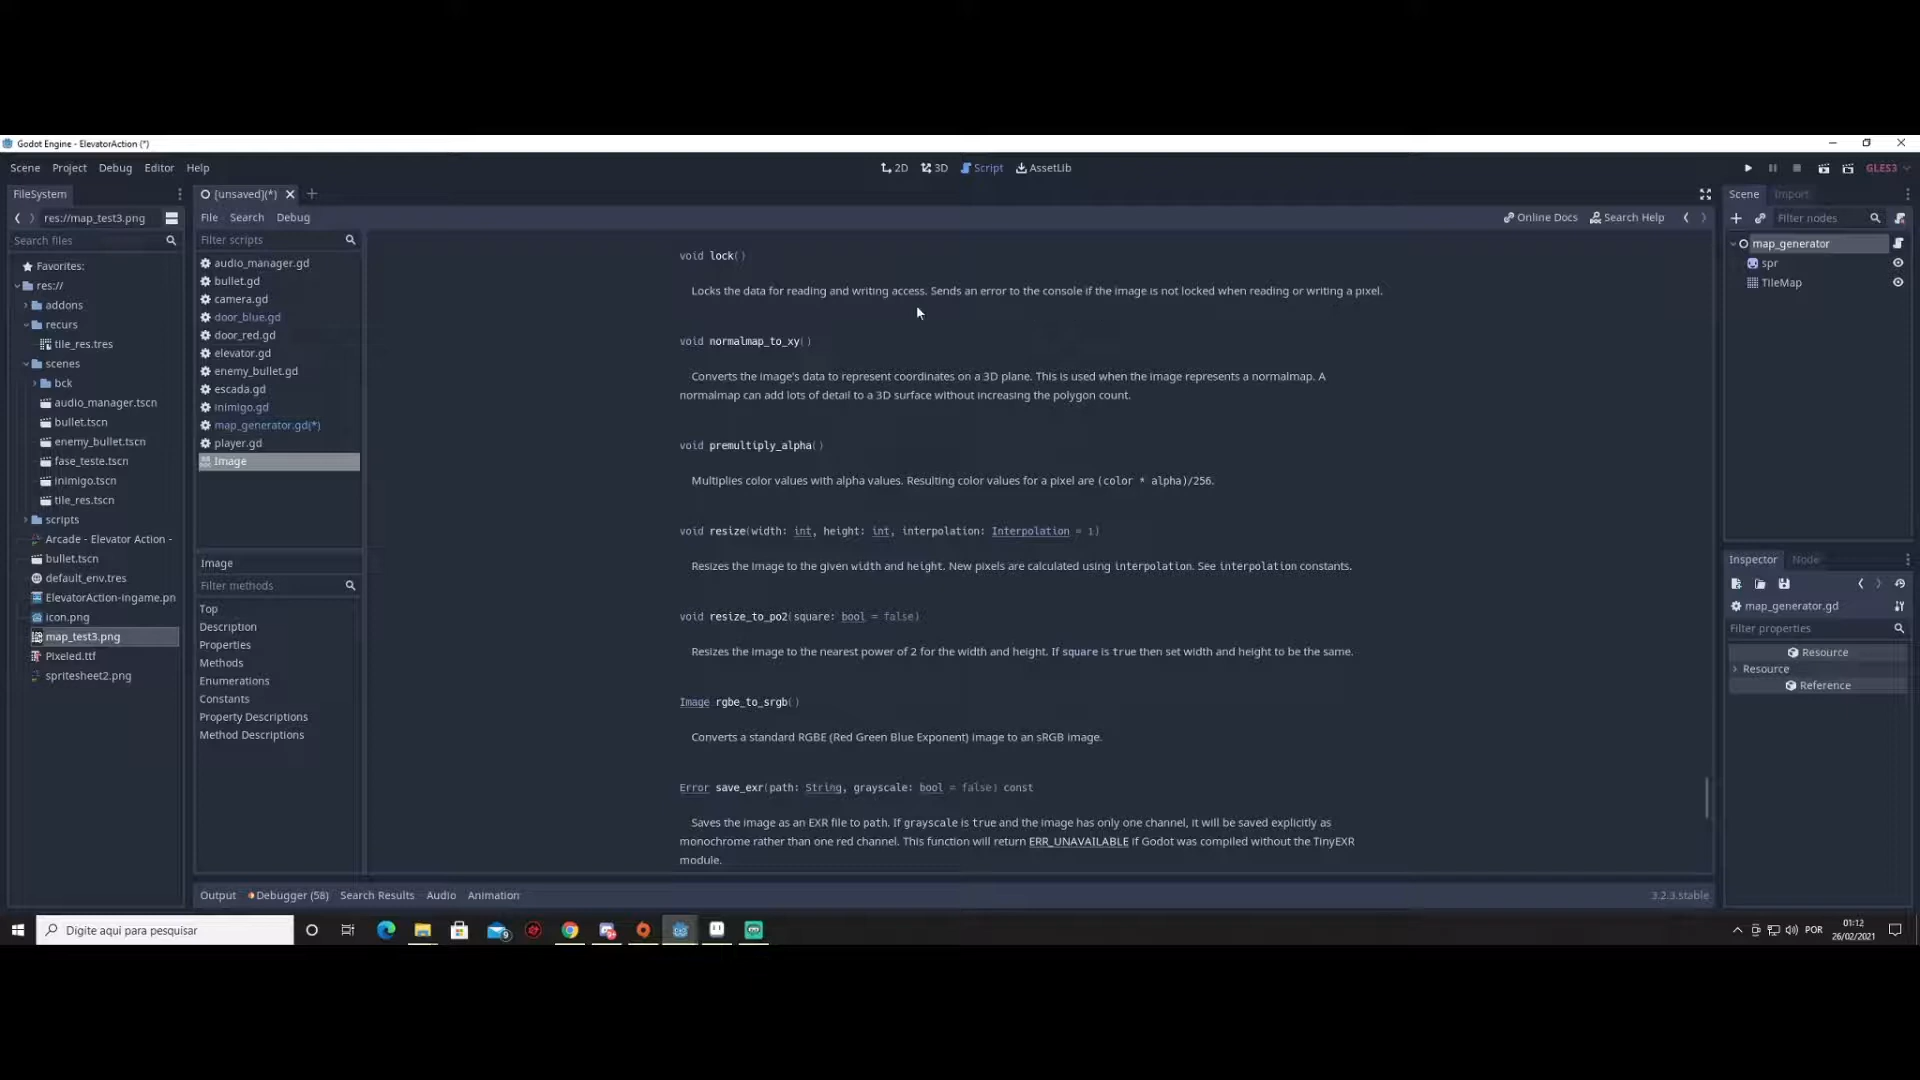 Godot Engine - ElevatorAction (*)
Scene Project Debug Editor Help
2D 3D Script AssetLib
GLES3
FileSystem
res://map_test3.png
Search files
Favorites:
res://
addons
recurs
tile_res.tres
scenes
bck
audio_manager.tscn
bullet.tscn
enemy_bullet.tscn
fase_teste.tscn
inimigo.tscn
tile_res.tscn
scripts
Arcade - Elevator Action -
bullet.tscn
default_env.tres
ElevatorAction-ingame.pn
icon.png
map_test3.png
Pixeled.ttf
spritesheet2.png
[unsaved](*)
File Search Debug
Online Docs Search Help
Filter scripts
audio_manager.gd
bullet.gd
camera.gd
door_blue.gd
door_red.gd
elevator.gd
enemy_bullet.gd
escada.gd
inimigo.gd
map_generator.gd(*)
player.gd
Image
Image
Filter methods
Top
Description
Properties
Methods
Enumerations
Constants
Property Descriptions
Method Descriptions
void lock()
Locks the data for reading and writing access. Sends an error to the console if the image is not locked when reading or writing a pixel.
void normalmap_to_xy()
Converts the image's data to represent coordinates on a 3D plane. This is used when the image represents a normalmap. A
normalmap can add lots of detail to a 3D surface without increasing the polygon count.
void premultiply_alpha()
Multiplies color values with alpha values. Resulting color values for a pixel are (color * alpha)/256.
void resize(width: int, height: int, interpolation: Interpolation = 1)
Resizes the image to the given width and height. New pixels are calculated using interpolation. See interpolation constants.
void resize_to_po2(square: bool = false)
Resizes the image to the nearest power of 2 for the width and height. If square is true then set width and height to be the same.
Image rgbe_to_srgb()
Converts a standard RGBE (Red Green Blue Exponent) image to an sRGB image.
Error save_exr(path: String, grayscale: bool = false) const
Saves the image as an EXR file to path. If grayscale is true and the image has only one channel, it will be saved explicitly as
monochrome rather than one red channel. This function will return ERR_UNAVAILABLE if Godot was compiled without the TinyEXR
module.
Output Debugger (58) Search Results Audio Animation
3.2.3.stable
Scene Import
Filter nodes
map_generator
spr
TileMap
Inspector Node
map_generator.gd
Filter properties
Resource
Resource
Reference
Digite aqui para pesquisar
POR
01:12
26/02/2021